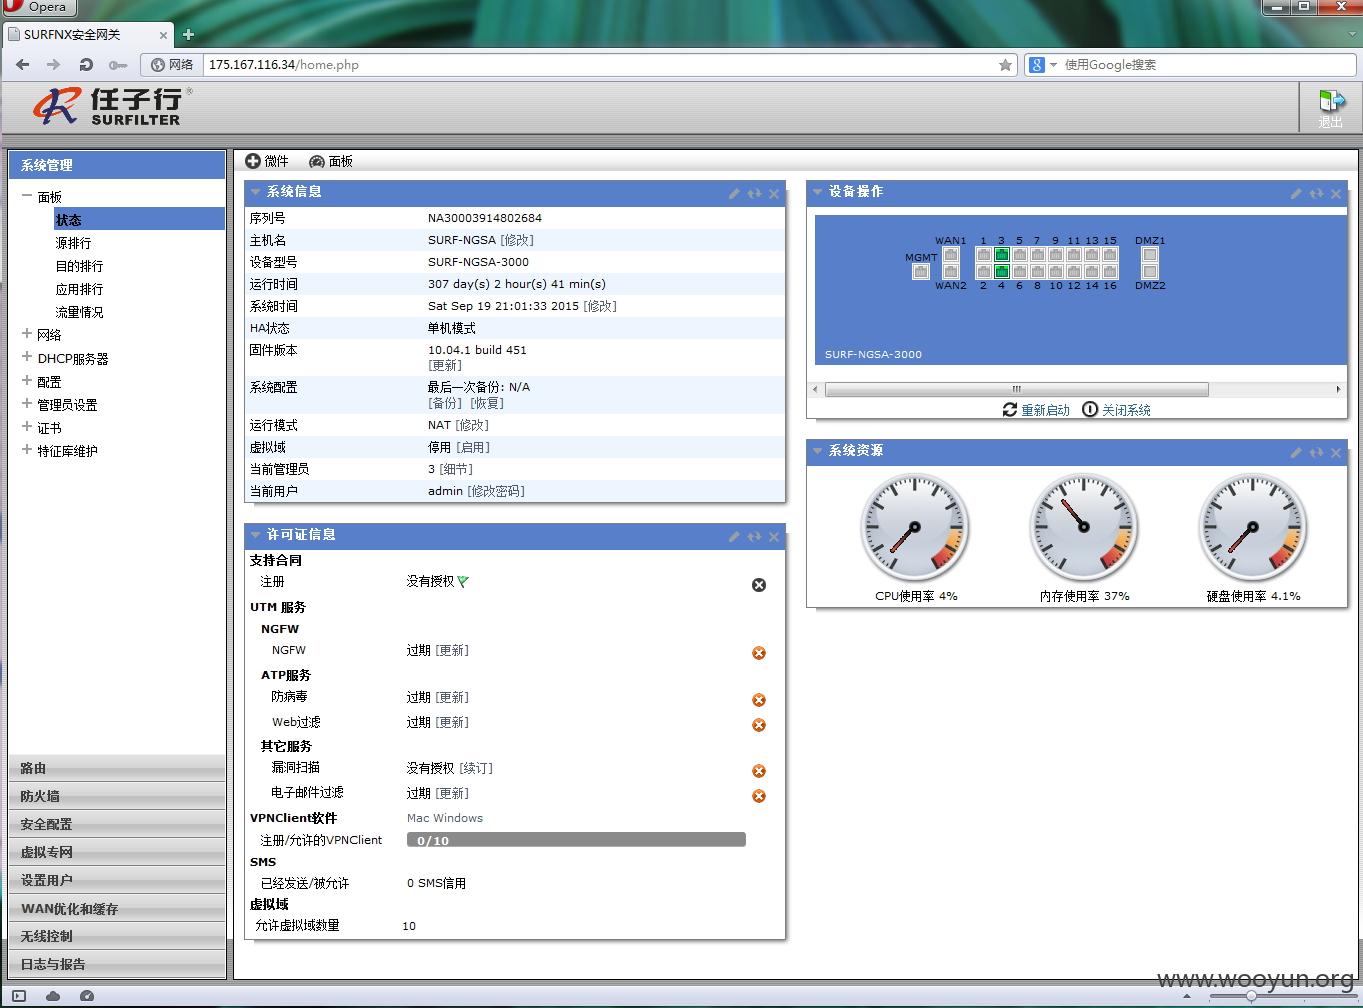 Opera
SURFNX安全网关
网络
175.167.116.34/home.php
使用Google搜索
任子行®
SURFILTER
退出
系统管理
面板
状态
源排行
目的排行
应用排行
流量情况
网络
DHCP服务器
配置
管理员设置
证书
特征库维护
路由
防火墙
安全配置
虚拟专网
设置用户
WAN优化和缓存
无线控制
日志与报告
微件 面板
系统信息
序列号 NA30003914802684
主机名 SURF-NGSA [修改]
设备型号 SURF-NGSA-3000
运行时间 307 day(s) 2 hour(s) 41 min(s)
系统时间 Sat Sep 19 21:01:33 2015 [修改]
HA状态 单机模式
固件版本 10.04.1 build 451
[更新]
系统配置 最后一次备份: N/A
[备份] [恢复]
运行模式 NAT [修改]
虚拟域 停用 [启用]
当前管理员 3 [细节]
当前用户 admin [修改密码]
许可证信息
支持合同
注册 没有授权
UTM 服务
NGFW
NGFW 过期 [更新]
ATP服务
防病毒 过期 [更新]
Web过滤 过期 [更新]
其它服务
漏洞扫描 没有授权 [续订]
电子邮件过滤 过期 [更新]
VPNClient软件 Mac Windows
注册/允许的VPNClient 0/10
SMS
已经发送/被允许 0 SMS信用
虚拟域
允许虚拟域数量 10
设备操作
WAN1 1 3 5 7 9 11 13 15 DMZ1
MGMT
WAN2 2 4 6 8 10 12 14 16 DMZ2
SURF-NGSA-3000
重新启动 关闭系统
系统资源
CPU使用率 4% 内存使用率 37% 硬盘使用率 4.1%
www.wooyun.org